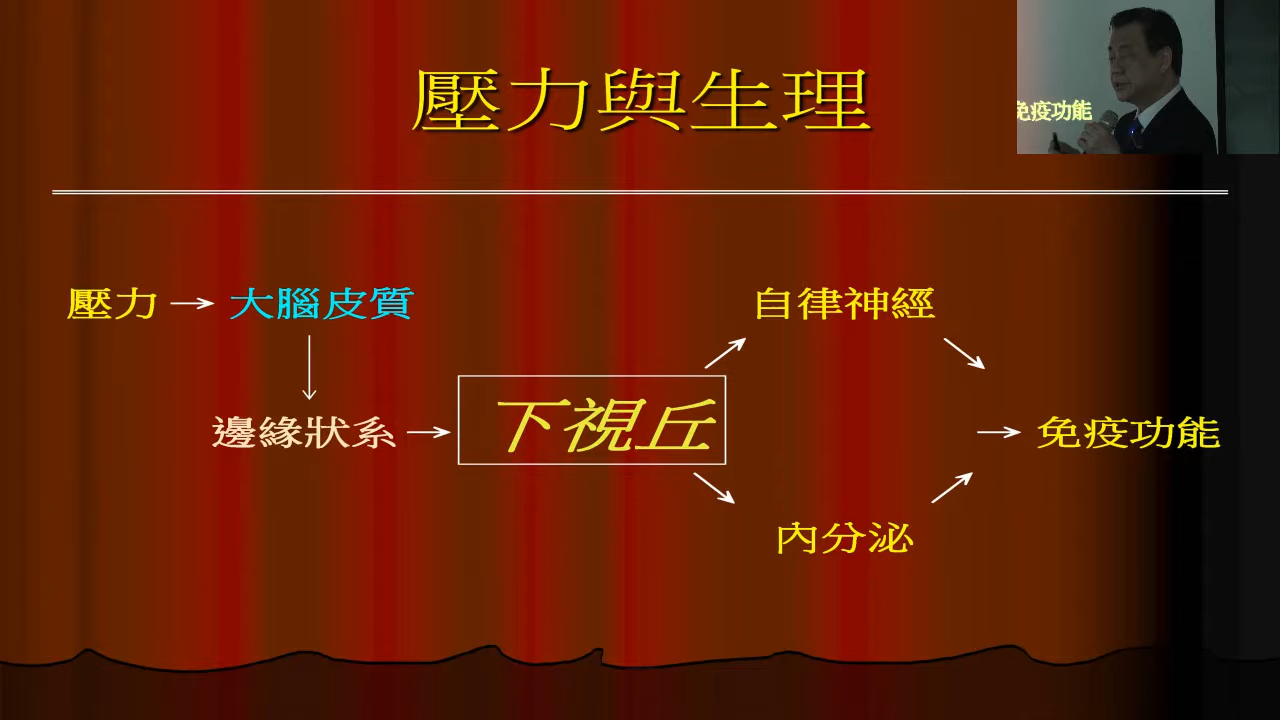 壓力與生理
免疫功能
壓力→大腦皮質
自律神經
邊緣狀系→
下視丘
→免疫功能
內分泌